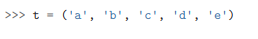 >>> t = ('a', 'b', 'c', 'd', 'e')